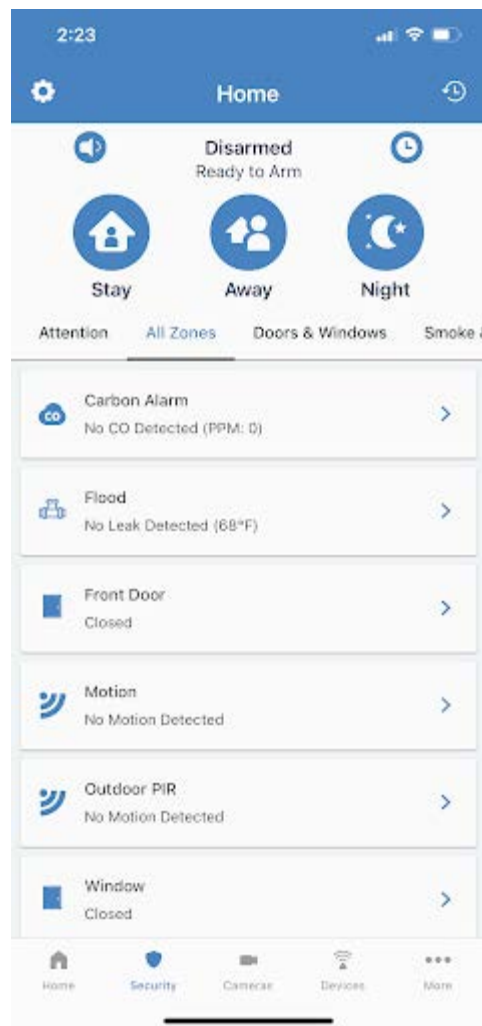 2:23
Home
Disarmed
Ready to Arm
Stay Away Night
Attention All Zones Doors & Windows Smoke
CO
Carbon Alarm
No CO Detected (PPM: 0)
Flood
No Leak Detected (68°F)
Front Door
Closed
Motion
No Motion Detected
Outdoor PIR
No Motion Detected
Window
Closed
Home Security Cameras Devices More